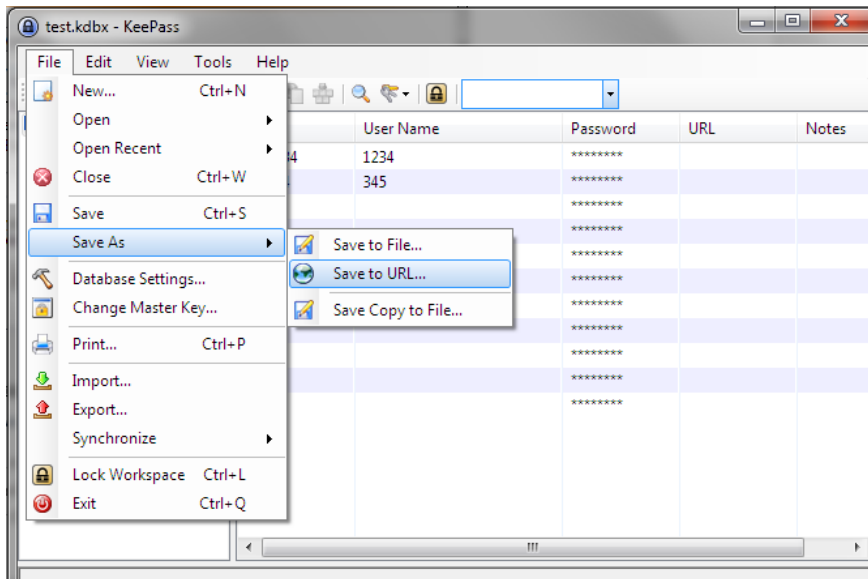 test.kdbx - KeePass
File Edit View Tools Help
New... Ctrl+N
Open
Open Recent
Close Ctrl+W
Save Ctrl+S
Save As
Database Settings...
Change Master Key...
Print... Ctrl+P
Import...
Export...
Synchronize
Lock Workspace Ctrl+L
Exit Ctrl+Q
Save to File...
Save to URL...
Save Copy to File...
User Name Password URL Notes
1234 ********
345 ********
********
********
********
********
********
********
********
********
********